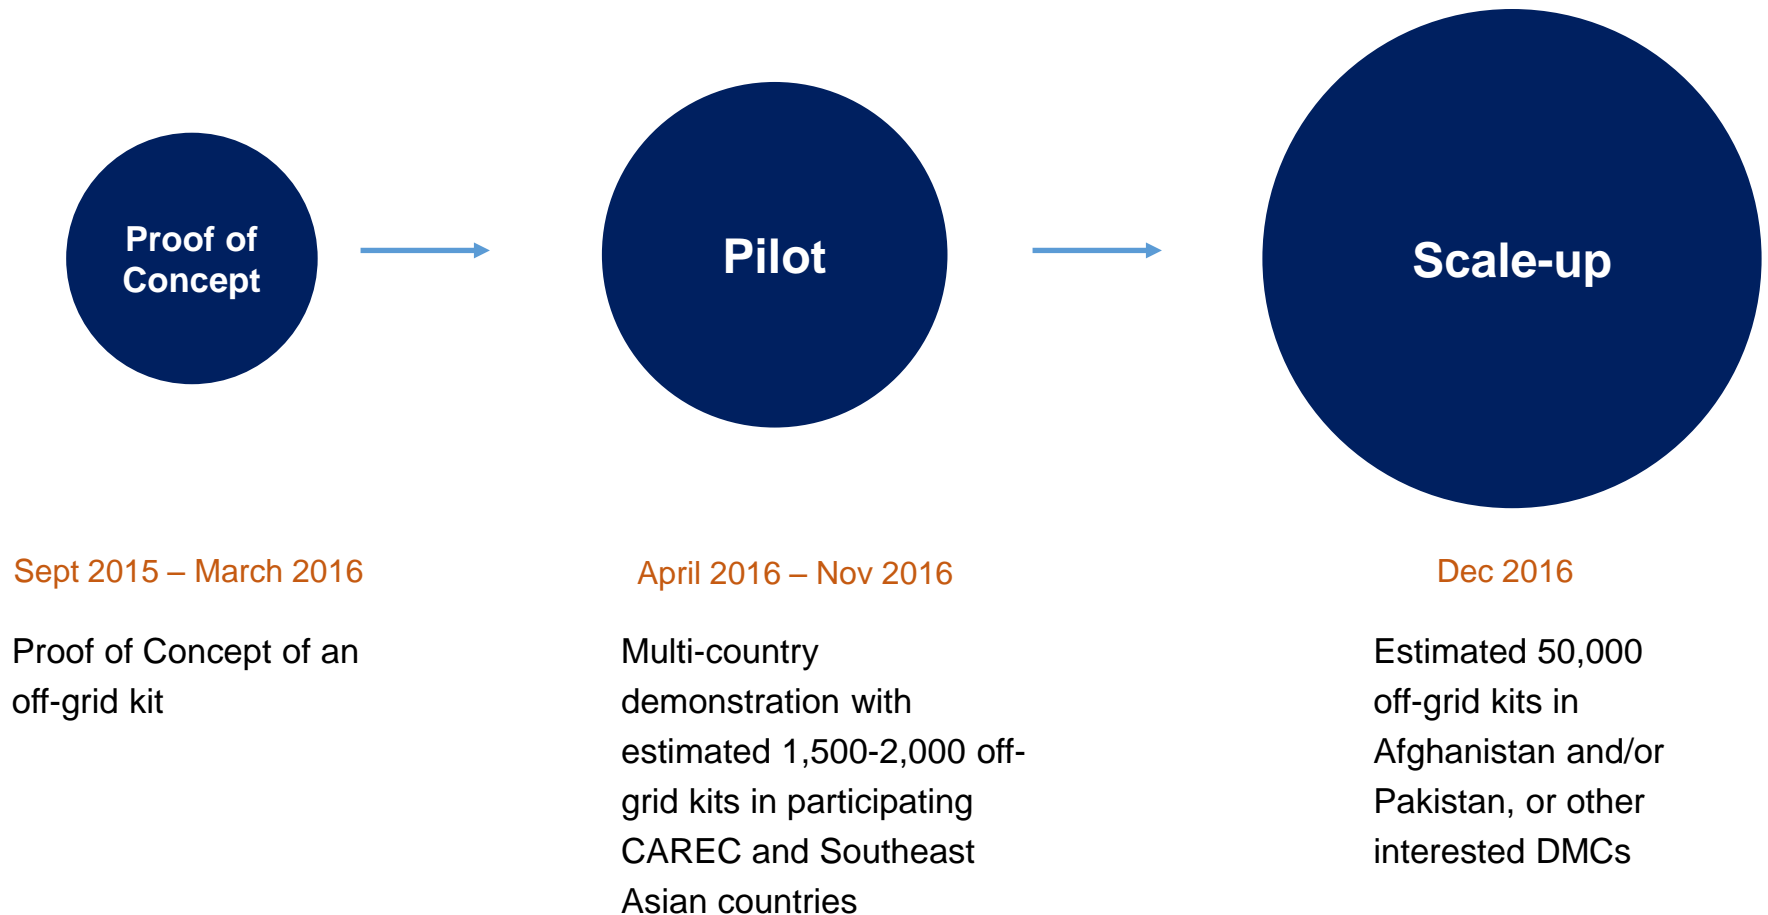 Proof of
Concept
Pilot
Scale-up
Sept 2015 – March 2016
Proof of Concept of an
off-grid kit
April 2016 – Nov 2016
Multi-country
demonstration with
estimated 1,500-2,000 off-
grid kits in participating
CAREC and Southeast
Asian countries
Dec 2016
Estimated 50,000
off-grid kits in
Afghanistan and/or
Pakistan, or other
interested DMCs